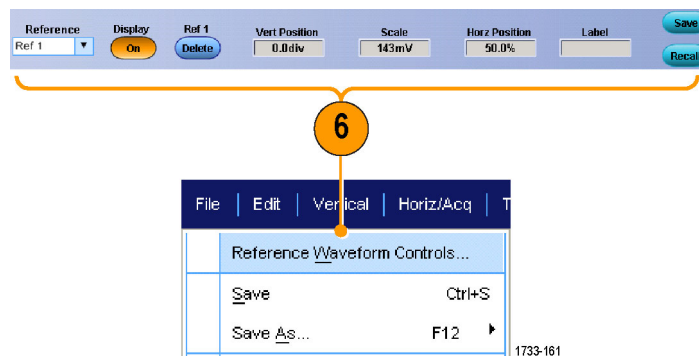 Reference Display Ref 1 Vert Position Scale Horz Position Label Save
Ref 1 On Delete 0.0div 143mV 50.0% Recall
6
File Edit Vertical Horiz/Acq T
Reference Waveform Controls...
Save Ctrl+S
Save As... F12
1733-161